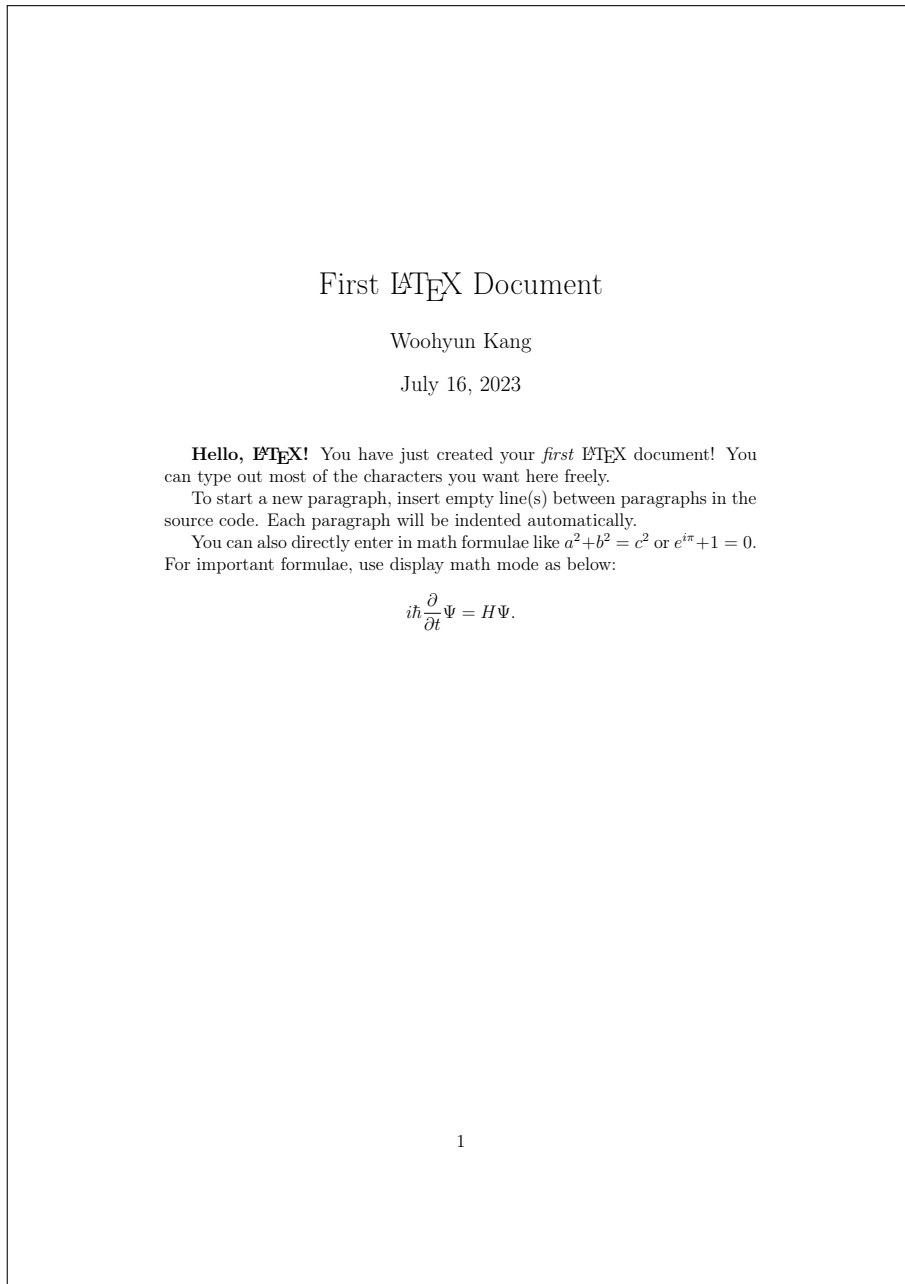 First LATEX Document
Woohyun Kang
July 16, 2023
Hello, LATEX! You have just created your first LATEX document! You
can type out most of the characters you want here freely.
To start a new paragraph, insert empty line(s) between paragraphs in the
source code. Each paragraph will be indented automatically.
You can also directly enter in math formulae like a² + b² = c² or e^{iπ} + 1 = 0.
For important formulae, use display math mode as below:
iℏ ∂/∂t Ψ = HΨ.
1